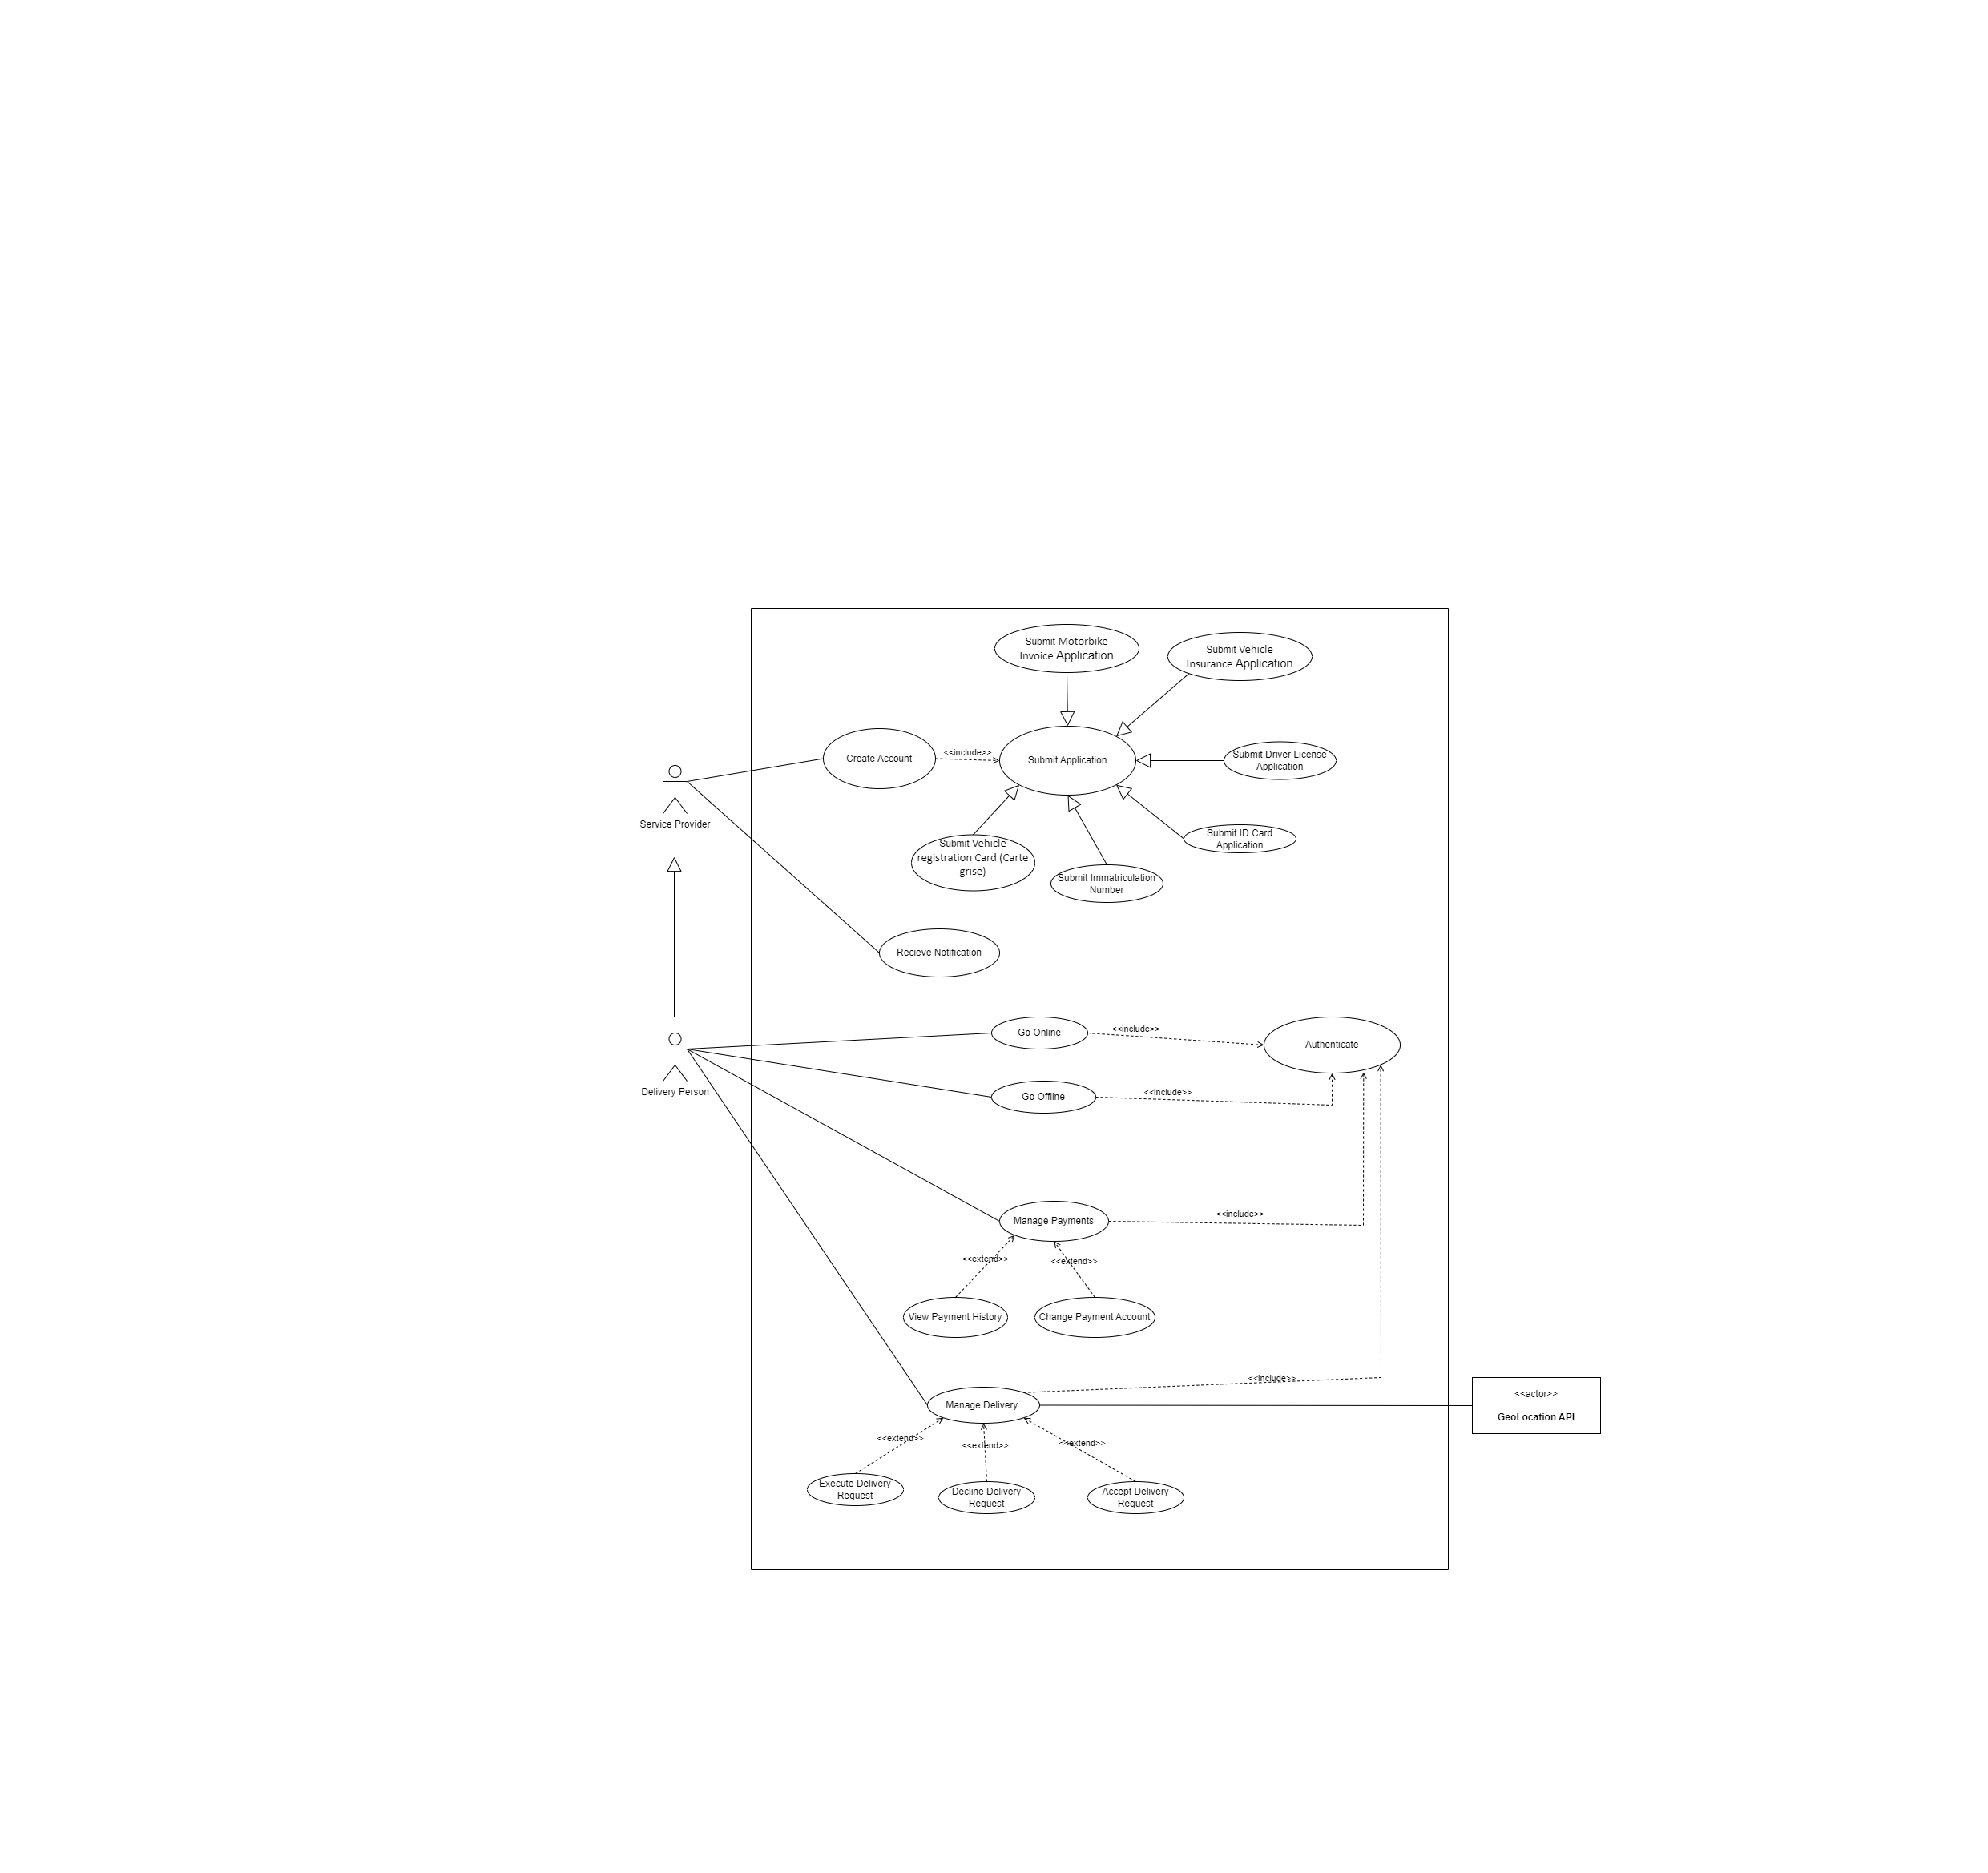 Submit Motorbike
Invoice Application
Submit Vehicle
Insurance Application
Create Account
<<include>>
Submit Application
Submit Driver License
Application
Service Provider
Submit Vehicle
registration Card (Carte
grise)
Submit ID Card
Application
Submit Immatriculation
Number
Recieve Notification
Go Online
<<include>>
Authenticate
Delivery Person
Go Offline
<<include>>
Manage Payments
<<include>>
<<extend>>
<<extend>>
View Payment History
Change Payment Account
<<include>>
Manage Delivery
<<actor>>
GeoLocation API
<<extend>>
<<extend>>
<<extend>>
Execute Delivery
Request
Decline Delivery
Request
Accept Delivery
Request